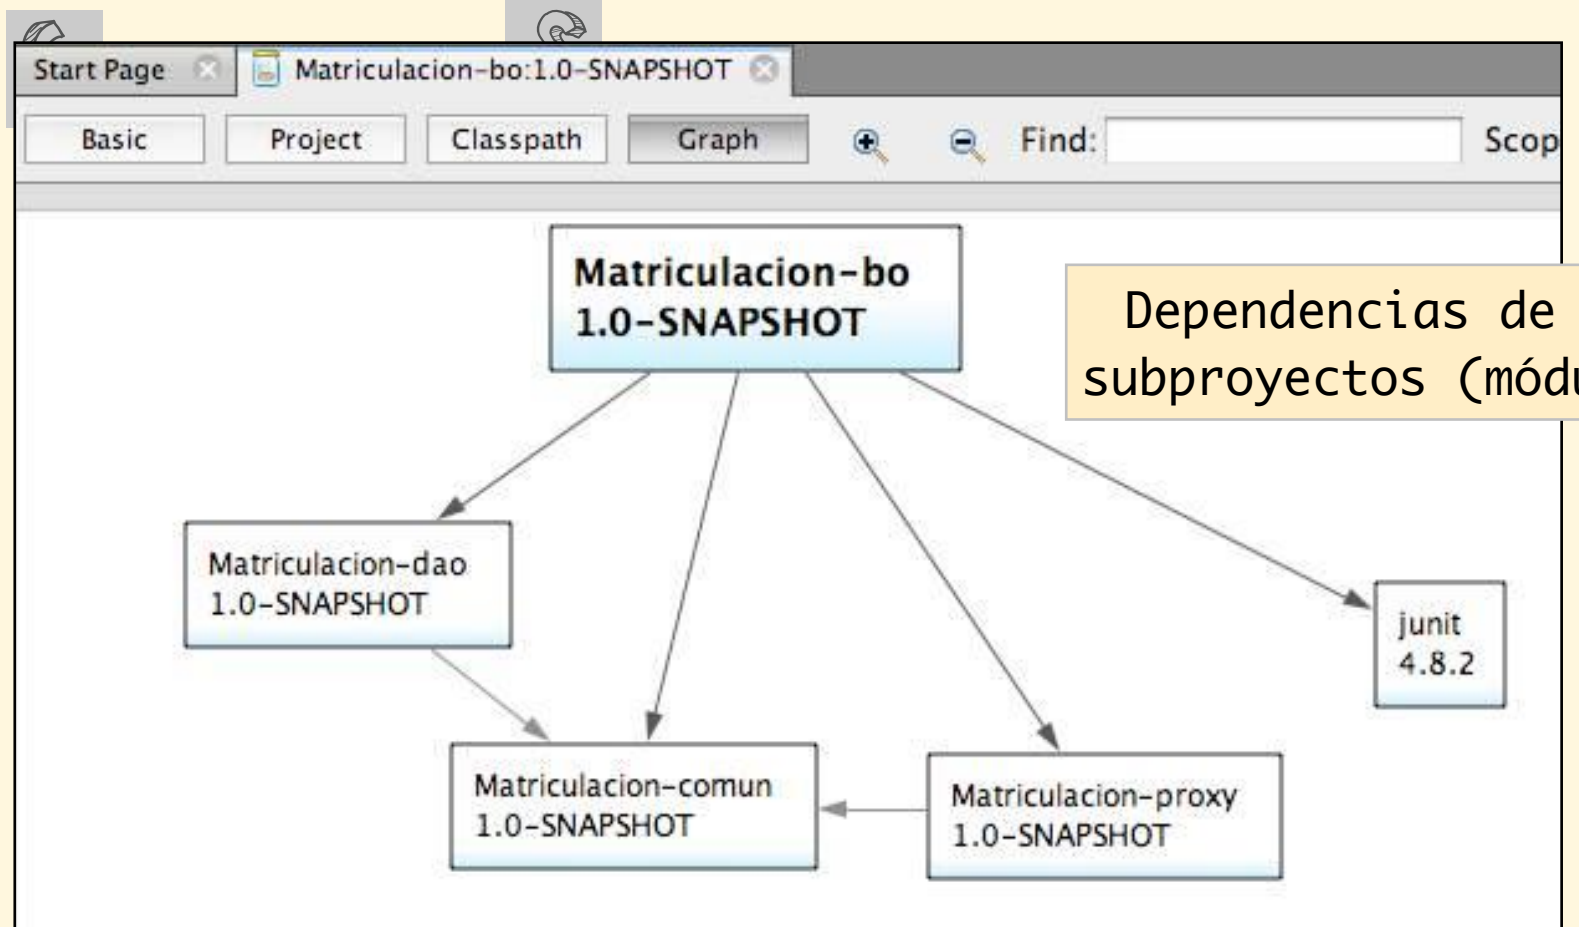 Start Page
Matriculacion-bo:1.0-SNAPSHOT
Basic Project Classpath Graph Find:
Matriculacion-bo
1.0-SNAPSHOT
Dependencias de
subproyectos
Matriculacion-dao
1.0-SNAPSHOT
junit
4.8.2
Matriculacion-comun
1.0-SNAPSHOT
Matriculacion-proxy
1.0-SNAPSHOT